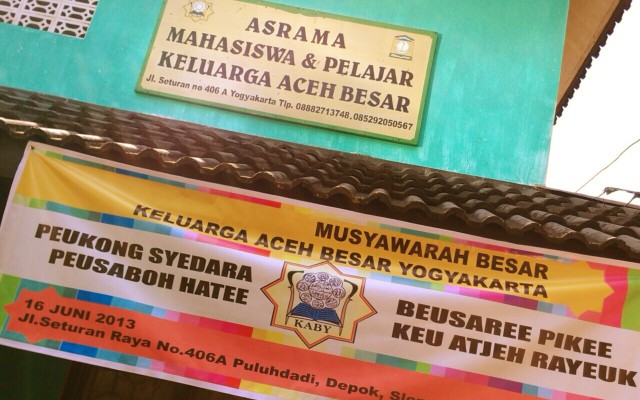 ASRAMA
MAHASISWA & PELAJAR
KELUARGA ACEH BESAR
Jl. Seturan no 406 A Yogyakarta Tlp. 08882713748, 085292050567
MUSYAWARAH BESAR
KELUARGA ACEH BESAR YOGYAKARTA
PEUKONG SYEDARA
PEUSABOH HATEE
KABY
BEUSAREE PIKEE
KEU ATJEH RAYEUK
16 JUNI 2013
Jl.Seturan Raya No.406A Puluhdadi, Depok,